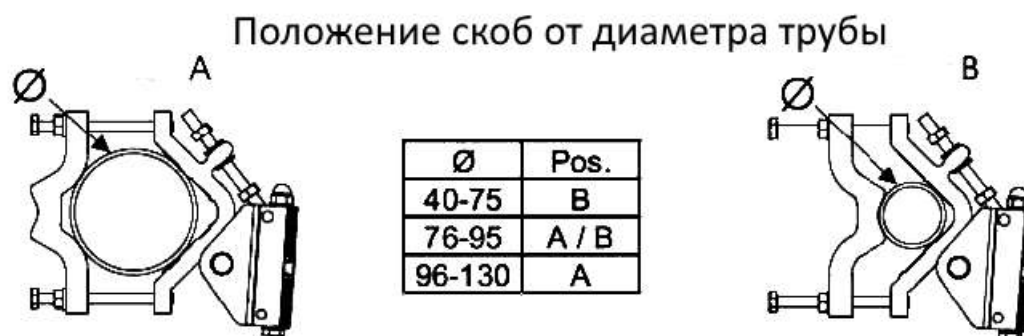 Положение скоб от диаметра трубы
A
B
Ø
Ø
Ø Pos.
40-75 B
76-95 A / B
96-130 A